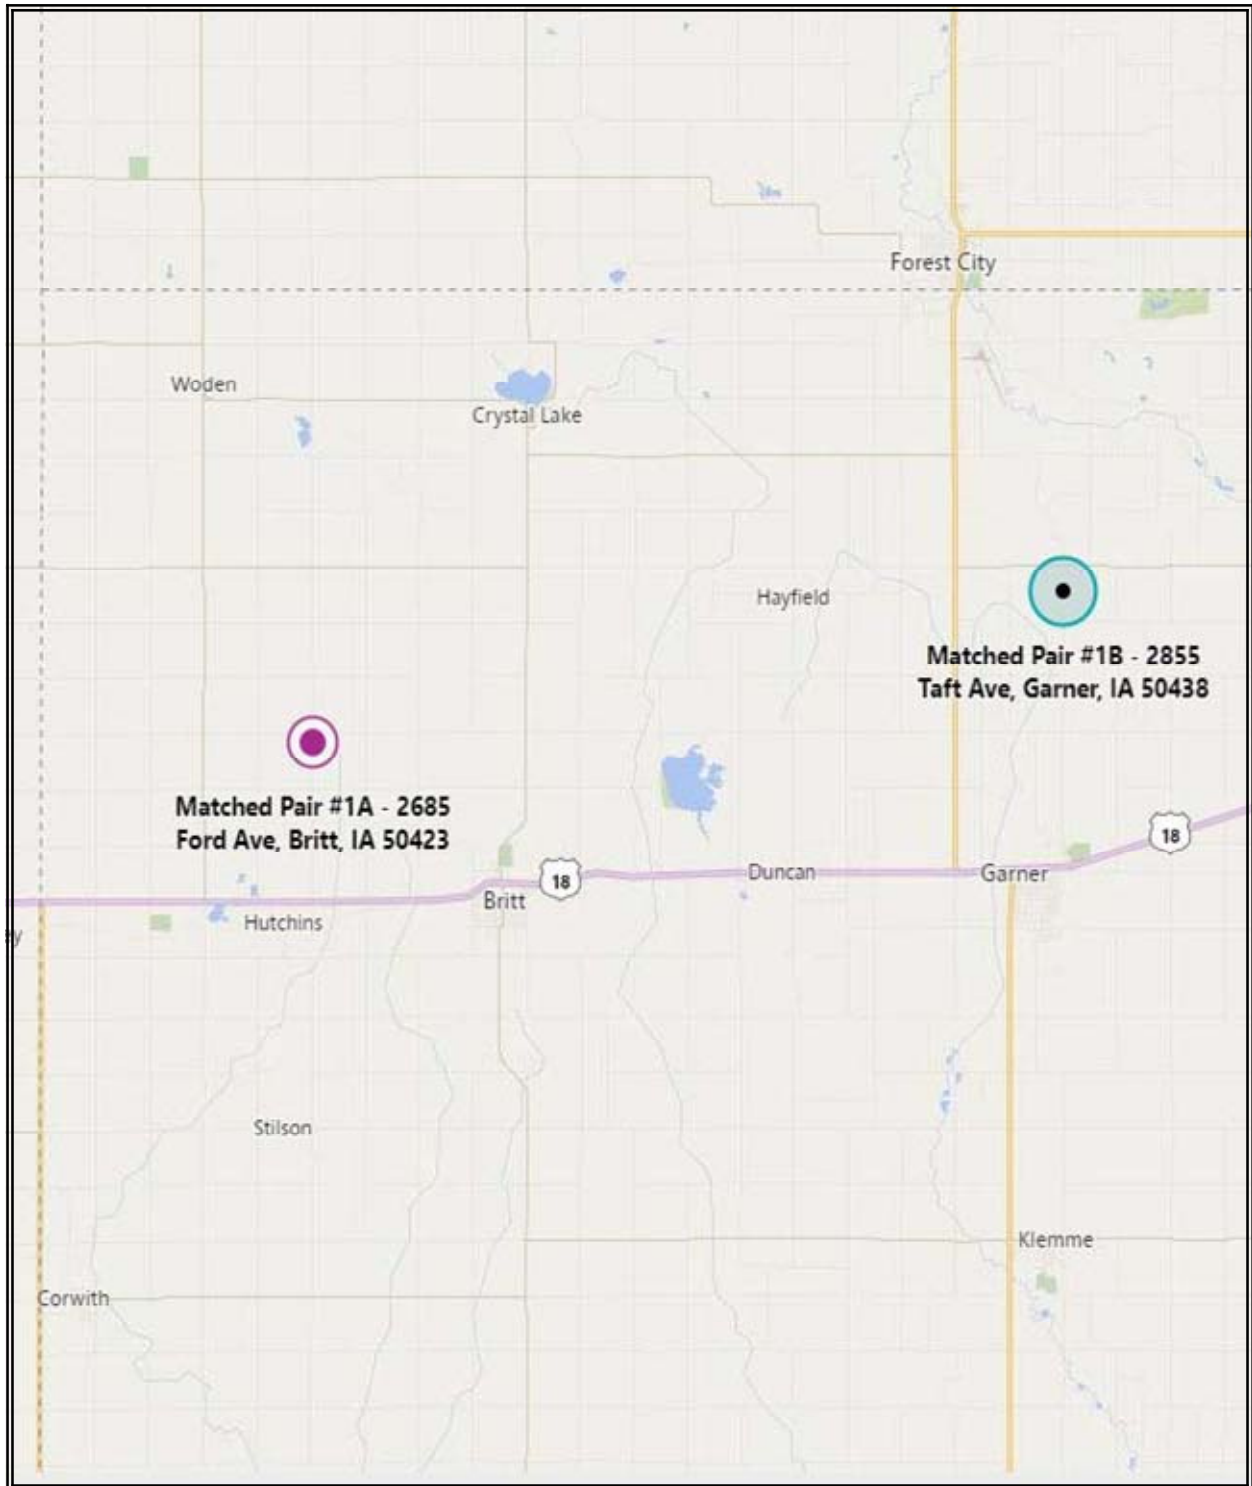 Forest City
Woden
Crystal Lake
Hayfield
Matched Pair #1B - 2855
Taft Ave, Garner, IA 50438
Matched Pair #1A - 2685
Ford Ave, Britt, IA 50423
18
18
Duncan
Garner
Britt
Hutchins
ey
Stilson
Klemme
Corwith